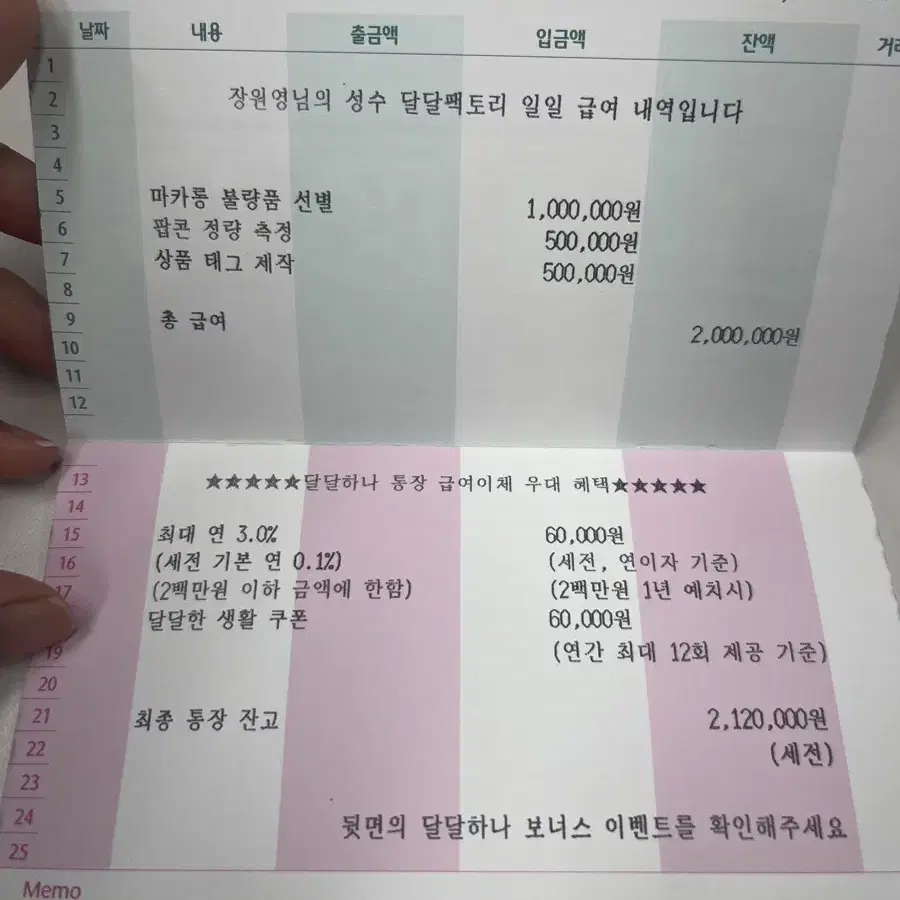 날짜 내용 출금액 입금액 잔액 거래
1
2 장원영님의 성수 달달팩토리 일일 급여 내역입니다
3
4
5 마카롱 불량품 선별 1,000,000원
6 팝콘 정량 측정 500,000원
7 상품 태그 제작 500,000원
8
9 총 급여
10 2,000,000원
11
12
13 ★★★★★달달하나 통장 급여이체 우대 혜택★★★★★
14
15 최대 연 3.0% 60,000원
16 (세전 기본 연 0.1%) (세전, 연이자 기준)
17 (2백만원 이하 금액에 한함) (2백만원 1년 예치시)
달달한 생활 쿠폰 60,000원
19 (연간 최대 12회 제공 기준)
20
21 최종 통장 잔고 2,120,000원
22 (세전)
23
24 뒷면의 달달하나 보너스 이벤트를 확인해주세요
25
Memo